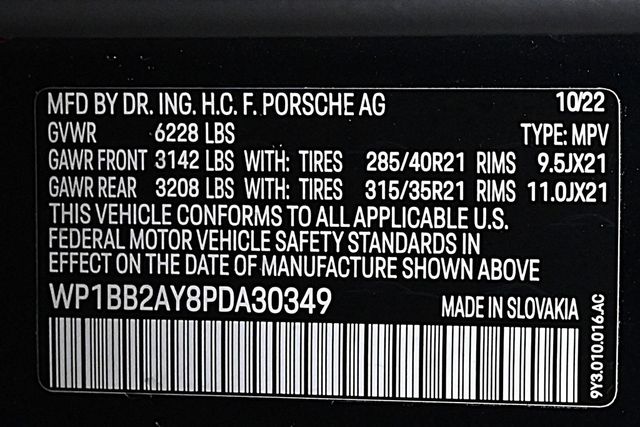 MFD BY DR. ING. H.C. F. PORSCHE AG 10/22
GVWR 6228 LBS TYPE: MPV
GAWR FRONT 3142 LBS WITH: TIRES 285/40R21 RIMS 9.5JX21
GAWR REAR 3208 LBS WITH: TIRES 315/35R21 RIMS 11.0JX21
THIS VEHICLE CONFORMS TO ALL APPLICABLE U.S.
FEDERAL MOTOR VEHICLE SAFETY STANDARDS IN
EFFECT ON THE DATE OF MANUFACTURE SHOWN ABOVE
WP1BB2AY8PDA30349 MADE IN SLOVAKIA
9Y3.010.016.AC